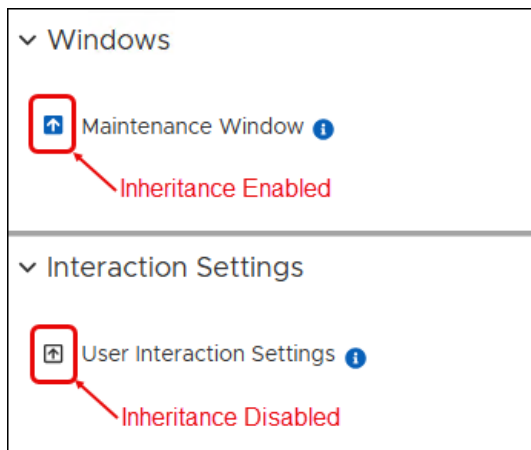 Windows
Maintenance Window
Inheritance Enabled
Interaction Settings
User Interaction Settings
Inheritance Disabled